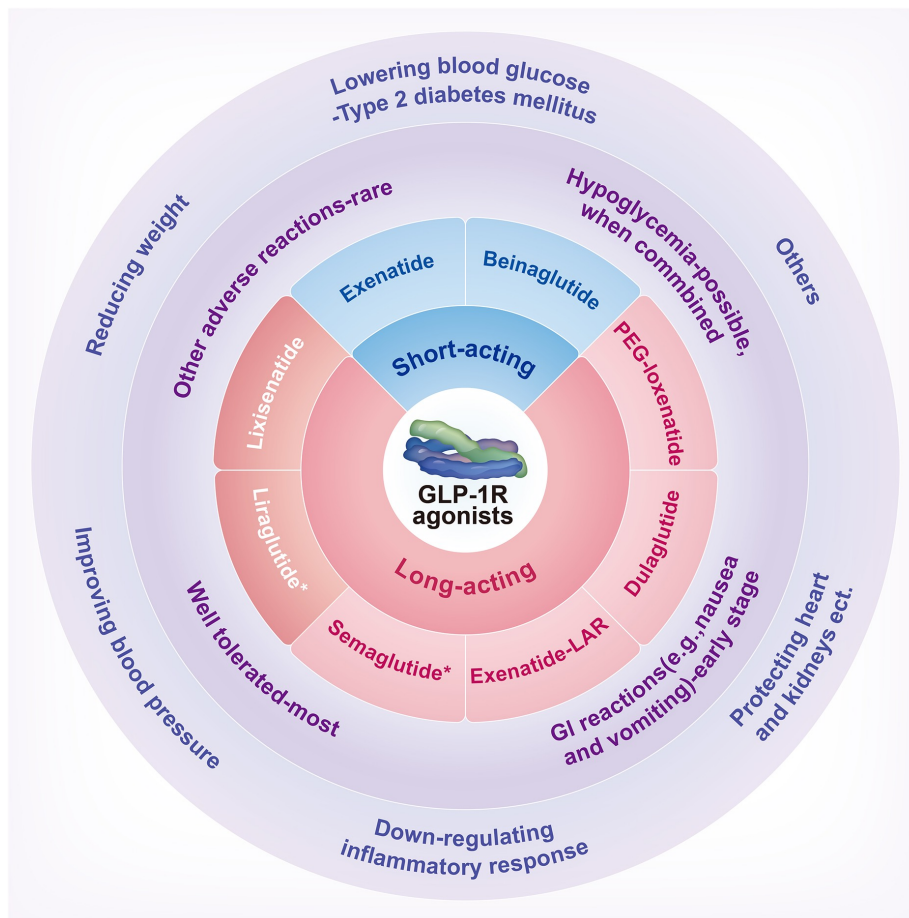 Lowering blood glucose
-Type 2 diabetes mellitus
Others
Protecting heart
and kidneys ect.
Down-regulating
inflammatory response
Improving blood pressure
Reducing weight
Other adverse reactions-rare
Hypoglycemia-possible,
when commbined
GI reactions(e.g.,nausea
and vomiting)-early stage
Well tolerated-most
Exenatide
Beinaglutide
PEG-loxenatide
Dulaglutide
Exenatide-LAR
Semaglutide*
Liraglutide*
Lixisenatide
Short-acting
Long-acting
GLP-1R
agonists